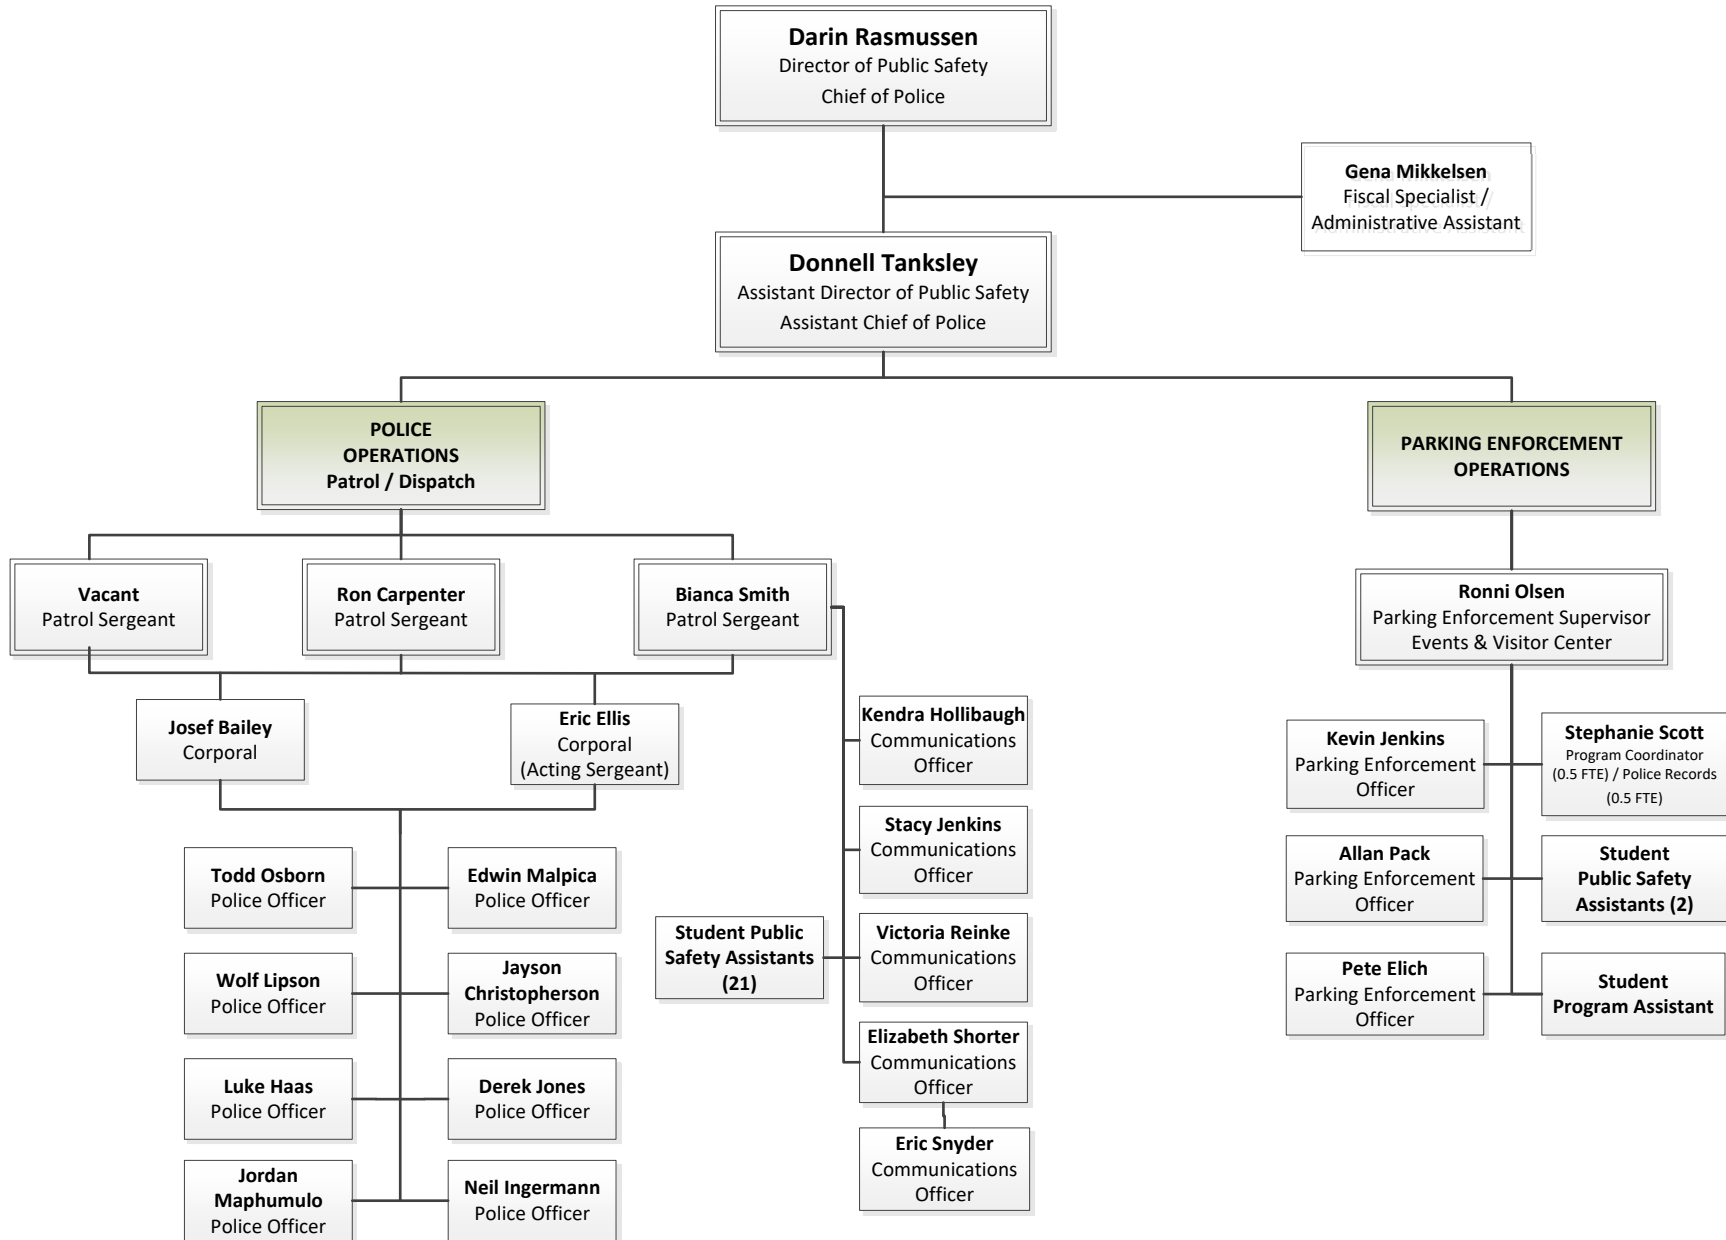 Darin Rasmussen
Director of Public Safety
Chief of Police
Gena Mikkelsen
Fiscal Specialist /
Administrative Assistant
Donnell Tanksley
Assistant Director of Public Safety
Assistant Chief of Police
POLICE
OPERATIONS
Patrol / Dispatch
PARKING ENFORCEMENT
OPERATIONS
Vacant
Patrol Sergeant
Ron Carpenter
Patrol Sergeant
Bianca Smith
Patrol Sergeant
Ronni Olsen
Parking Enforcement Supervisor
Events & Visitor Center
Josef Bailey
Corporal
Eric Ellis
Corporal
(Acting Sergeant)
Kendra Hollibaugh
Communications
Officer
Stacy Jenkins
Communications
Officer
Student Public
Safety Assistants
(21)
Victoria Reinke
Communications
Officer
Elizabeth Shorter
Communications
Officer
Eric Snyder
Communications
Officer
Todd Osborn
Police Officer
Edwin Malpica
Police Officer
Wolf Lipson
Police Officer
Jayson
Christopherson
Police Officer
Luke Haas
Police Officer
Derek Jones
Police Officer
Jordan
Maphumulo
Police Officer
Neil Ingermann
Police Officer
Kevin Jenkins
Parking Enforcement
Officer
Stephanie Scott
Program Coordinator
(0.5 FTE) / Police Records
(0.5 FTE)
Allan Pack
Parking Enforcement
Officer
Student
Public Safety
Assistants (2)
Pete Elich
Parking Enforcement
Officer
Student
Program Assistant